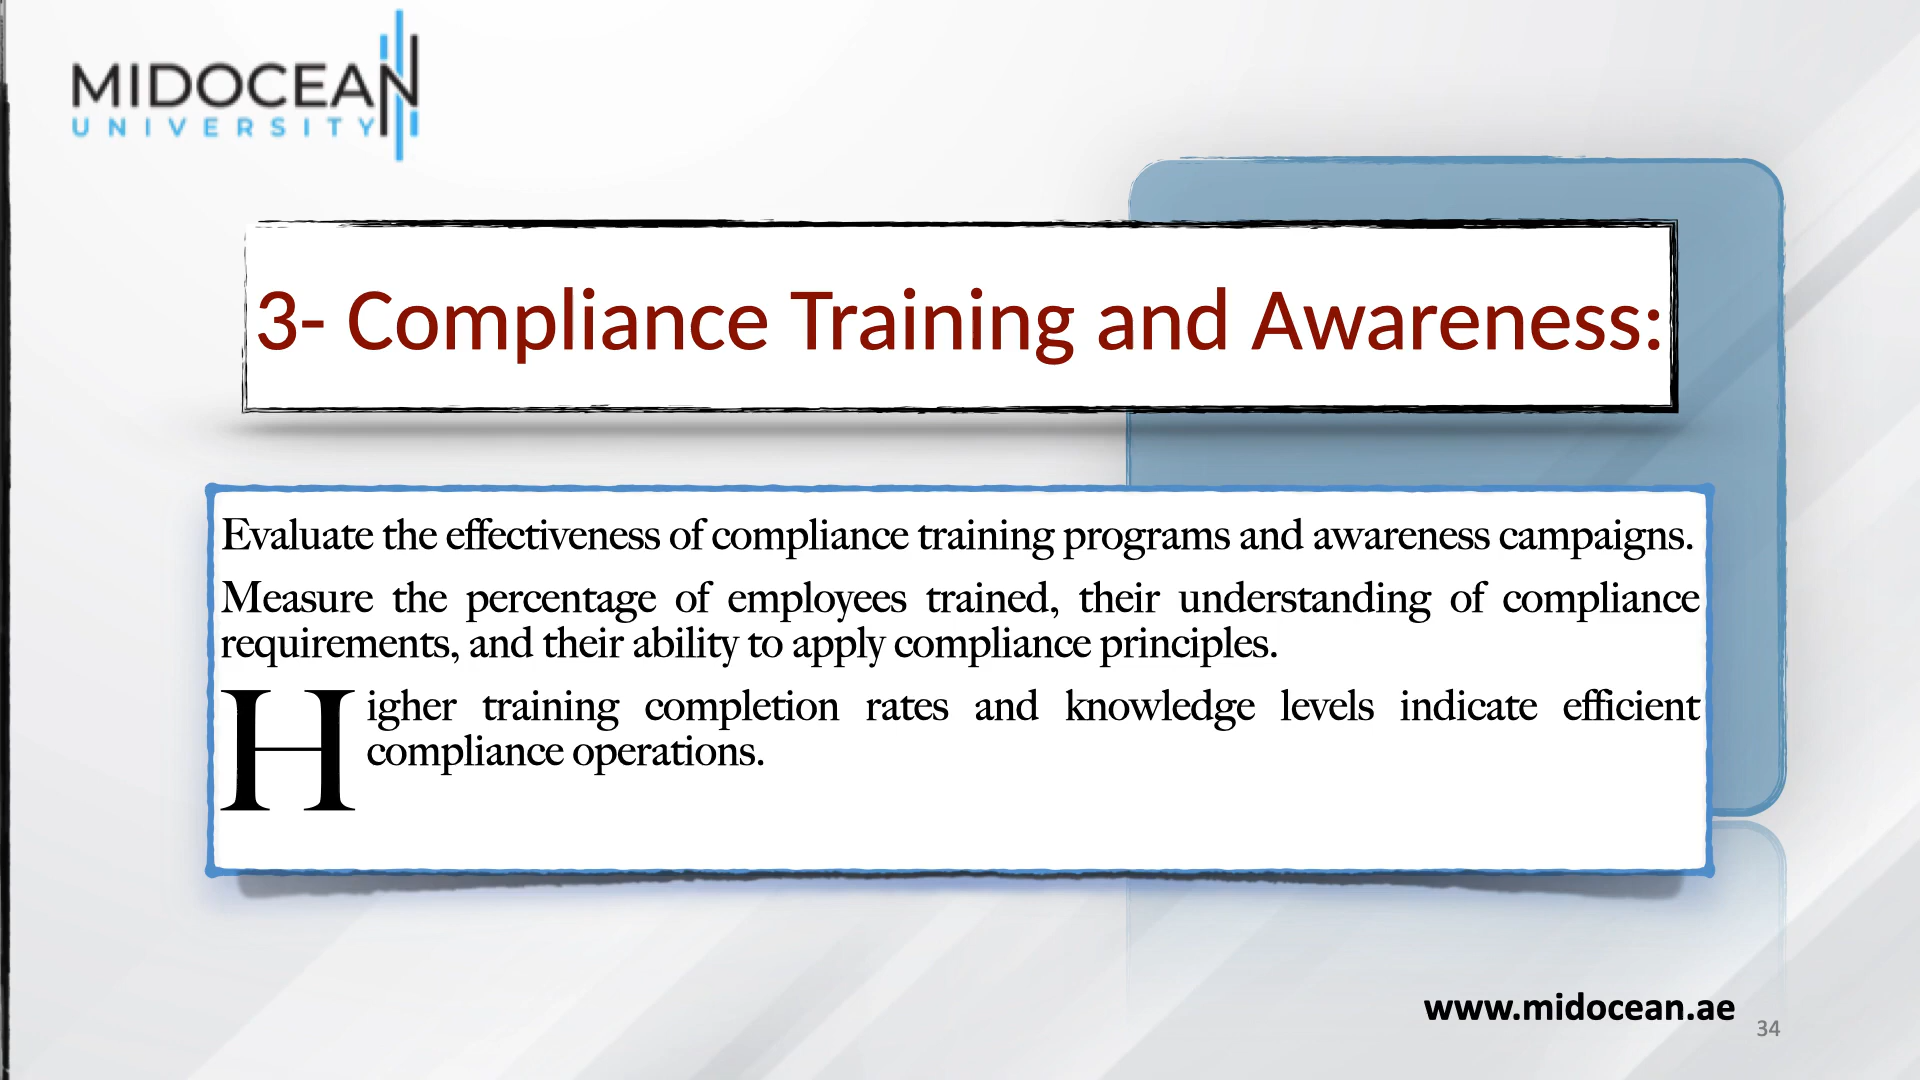 MIDOCEAN
UNIVERSITY
3- Compliance Training and Awareness:
Evaluate the effectiveness of compliance training programs and awareness campaigns.
Measure the percentage of employees trained, their understanding of compliance
requirements, and their ability to apply compliance principles.
Higher training completion rates and knowledge levels indicate efficient
compliance operations.
www.midocean.ae
34